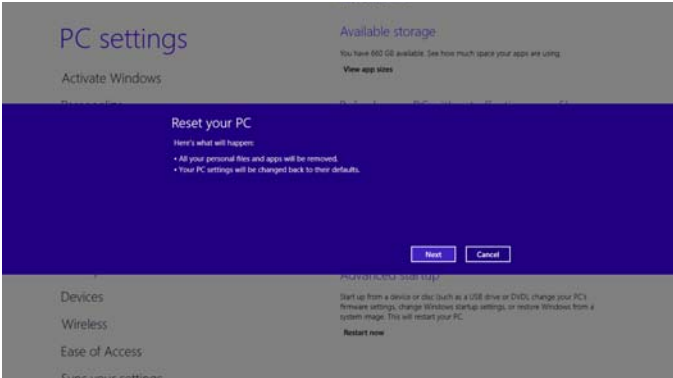 PC settings
Activate Windows
Available storage
You have 660 GB available. See how much space your apps are using.
View app sizes
Reset your PC
Here's what will happen:
• All your personal files and apps will be removed.
• Your PC settings will be changed back to their defaults.
Next
Cancel
Devices
Wireless
Ease of Access
Advanced startup
Start up from a device or disc (such as a USB drive or DVD), change your PC's
firmware settings, change Windows startup settings, or restore Windows from a
system image. This will restart your PC.
Restart now